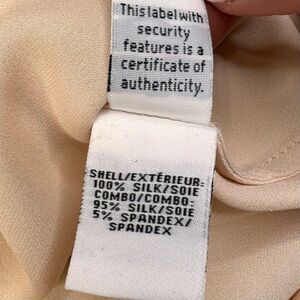 This label with
security
features is a
certificate of
authenticity.
SHELL/EXTÉRIEUR:
100% SILK/SOIE
COMBO/COMBO:
95% SILK/SOIE
5% SPANDEX/
SPANDEX